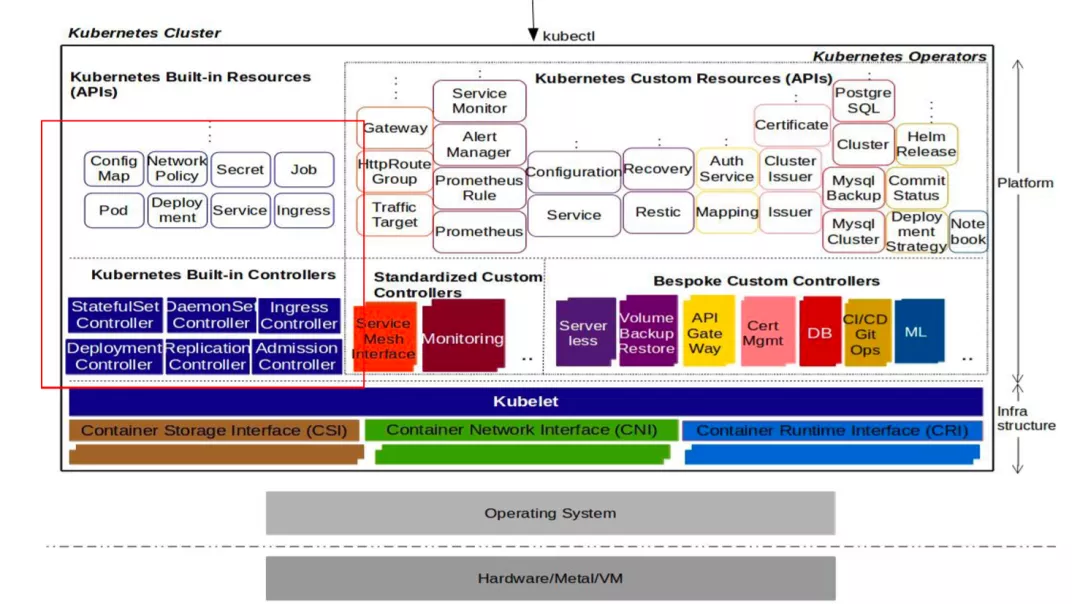 Kubernetes Cluster
kubectl
Kubernetes Operators
Kubernetes Built-in Resources
(APIs)
Kubernetes Custom Resources (APIs)
Config
Map
Network
Policy
Secret
Job
Pod
Deploy
ment
Service
Ingress
Gateway
HttpRoute
Group
Traffic
Target
Service
Monitor
Alert
Manager
Prometheus
Rule
Prometheus
Configuration
Service
Recovery
Restic
Auth
Service
Mapping
Certificate
Cluster
Issuer
Issuer
Postgre
SQL
Cluster
Mysql
Backup
Mysql
Cluster
Helm
Release
Commit
Status
Deploy
ment
Strategy
Note
book
Platform
Kubernetes Built-in Controllers
StatefulSet
Controller
DaemonSet
Controller
Ingress
Controller
Deployment
Controller
Replication
Controller
Admission
Controller
Standardized Custom
Controllers
Service
Mesh
Interface
Monitoring
..
Bespoke Custom Controllers
Server
less
Volume
Backup
Restore
API
Gate
Way
Cert
Mgmt
DB
CI/CD
Git
Ops
ML
..
Kubelet
Container Storage Interface (CSI)
Container Network Interface (CNI)
Container Runtime Interface (CRI)
Infra
structure
Operating System
Hardware/Metal/VM